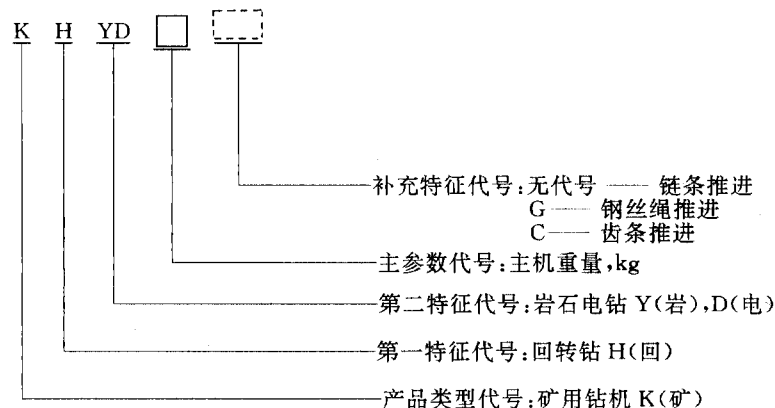 K H YD
补充特征代号:无代号 —— 链条推进
G —— 钢丝绳推进
C —— 齿条推进
主参数代号:主机重量,kg
第二特征代号:岩石电钻 Y(岩),D(电)
第一特征代号:回转钻 H(回)
产品类型代号:矿用钻机 K(矿)